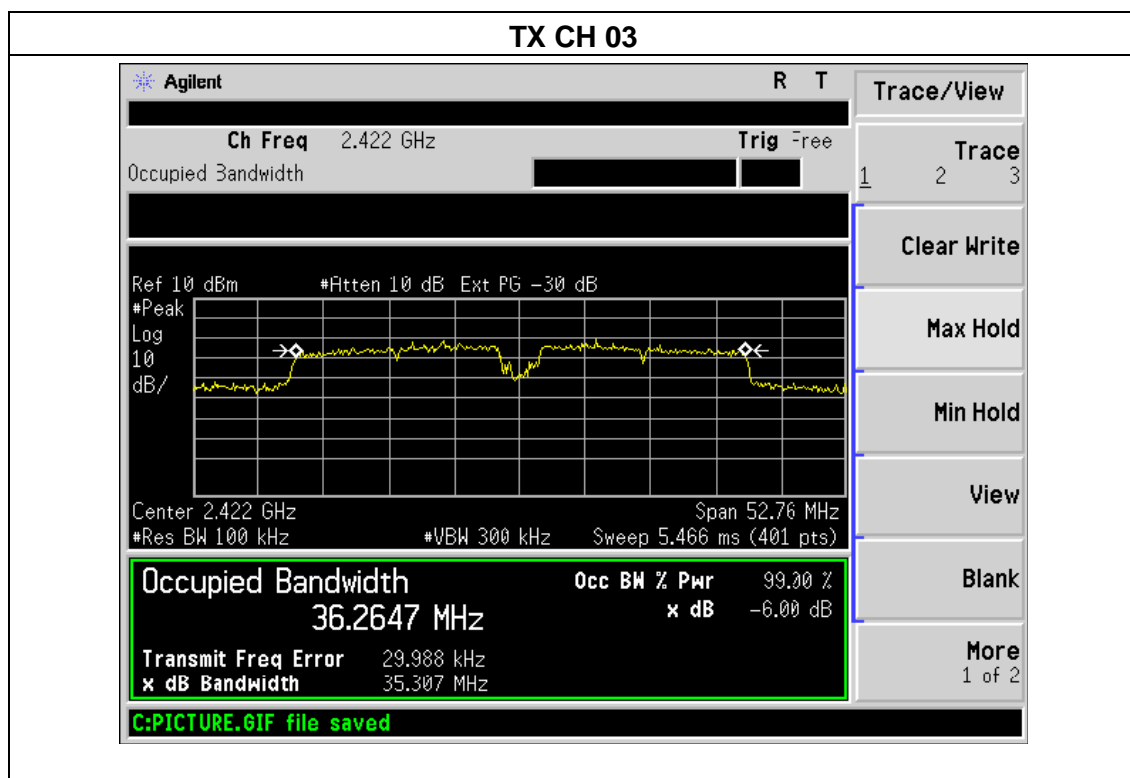 TX CH 03
Agilent
R T
Trace/View
Ch Freq 2.422 GHz
Trig Free
Occupied Bandwidth
Trace
1 2 3
Clear Write
Max Hold
Min Hold
View
Blank
More
1 of 2
Ref 10 dBm #Atten 10 dB Ext PG -30 dB
#Peak
Log
10
dB/
Center 2.422 GHz Span 52.76 MHz
#Res BW 100 kHz #VBW 300 kHz Sweep 5.466 ms (401 pts)
Occupied Bandwidth
36.2647 MHz
Occ BW % Pwr 99.00 %
x dB -6.00 dB
Transmit Freq Error 29.988 kHz
x dB Bandwidth 35.307 MHz
C:PICTURE.GIF file saved